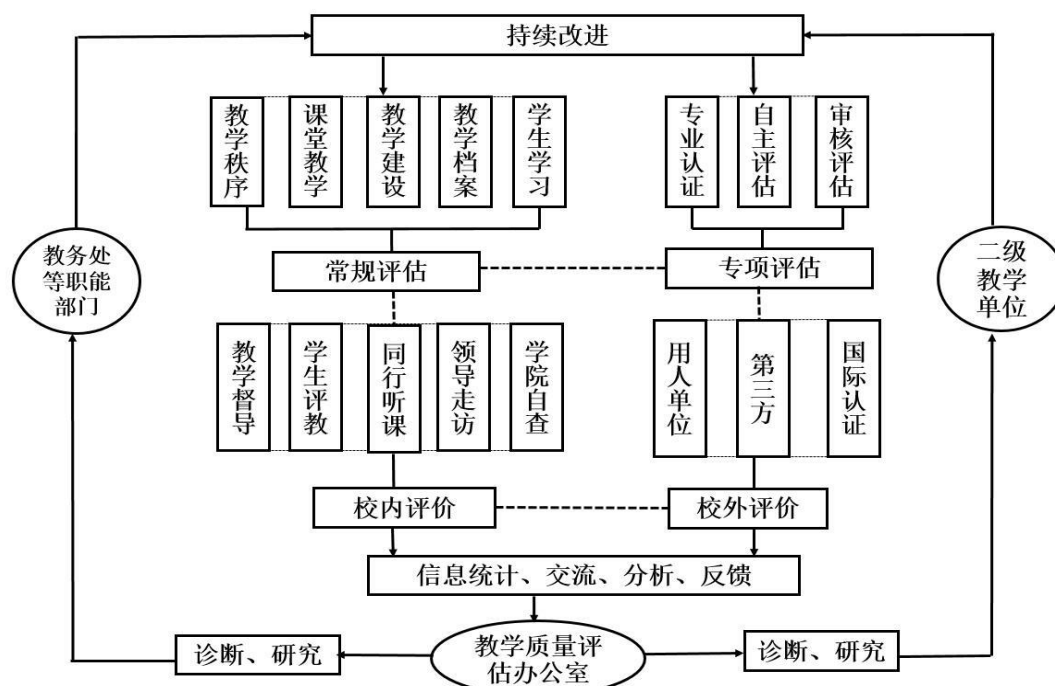 持续改进
教学秩序
课堂教学
教学建设
教学档案
学生学习
专业认证
自主评估
审核评估
教务处
等职能
部门
常规评估
专项评估
二级
教学
单位
教学督导
学生评教
同行听课
领导走访
学院自查
用人单位
第三方
国际认证
校内评价
校外评价
信息统计、交流、分析、反馈
诊断、研究
教学质量评
估办公室
诊断、研究